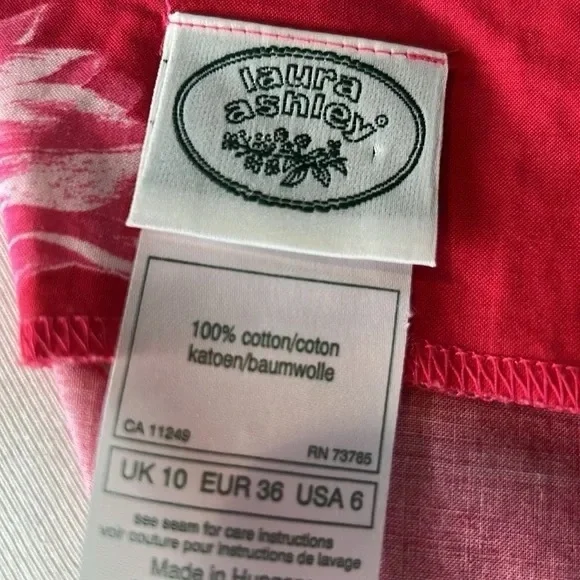 laura
ashley®
100% cotton/coton
katoen/baumwolle
CA 11249
RN 73765
UK 10 EUR 36 USA 6
see seam for care instructions
voir couture pour instructions de lavage
Made in